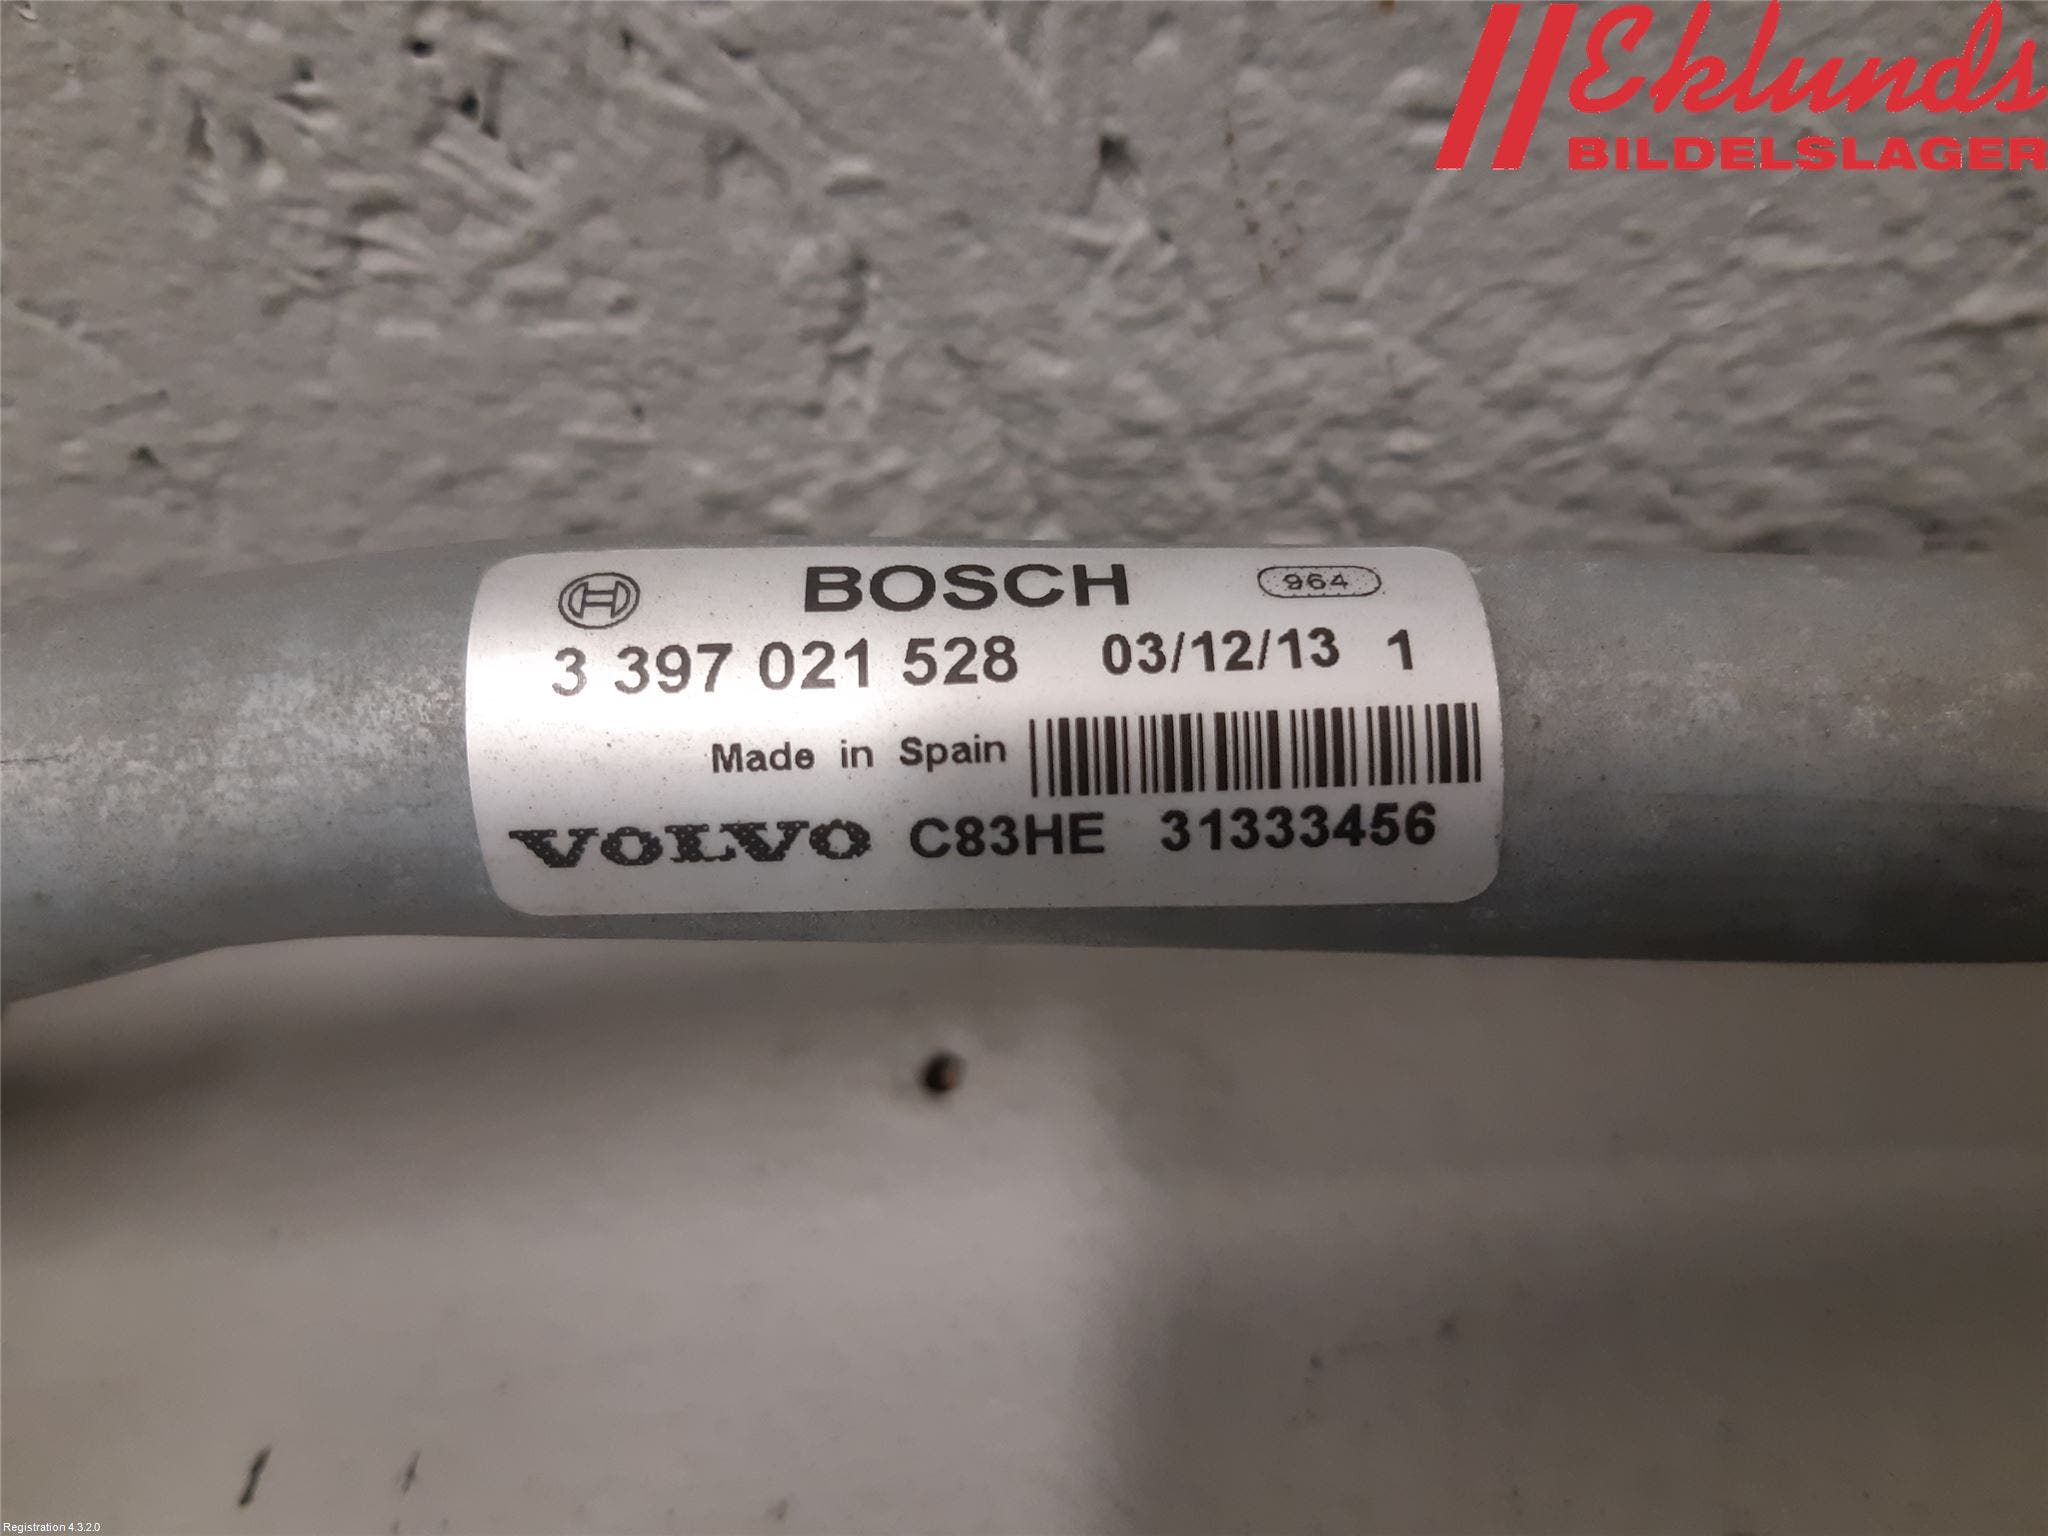 Eklunds
BILDELSLAGER
BOSCH 964
3 397 021 528 03/12/13 1
Made in Spain
VOLVO C83HE 31333456
Registration 4.3.2.0